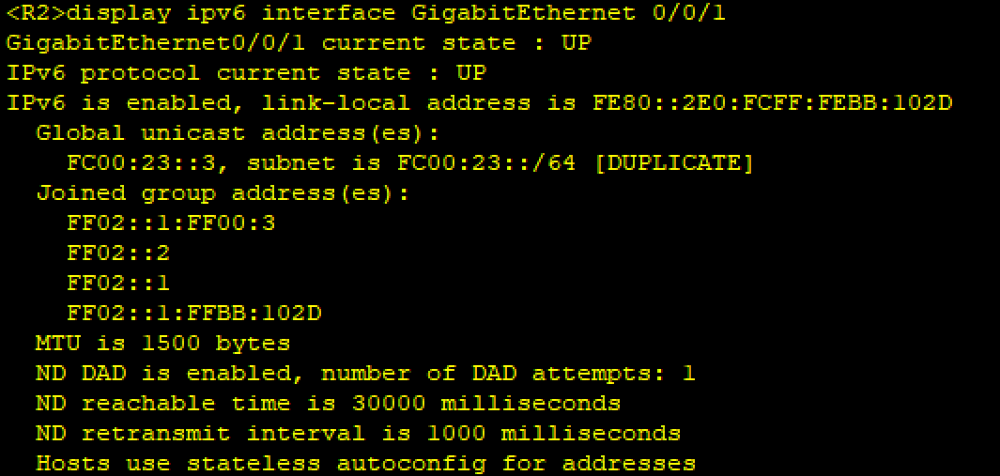 <R2>display ipv6 interface GigabitEthernet 0/0/1
GigabitEthernet0/0/1 current state : UP
IPv6 protocol current state : UP
IPv6 is enabled, link-local address is FE80::2E0:FCFF:FEBB:102D
Global unicast address(es):
FC00:23::3, subnet is FC00:23::/64 [DUPLICATE]
Joined group address(es):
FF02::1:FF00:3
FF02::2
FF02::1
FF02::1:FFBB:102D
MTU is 1500 bytes
ND DAD is enabled, number of DAD attempts: 1
ND reachable time is 30000 milliseconds
ND retransmit interval is 1000 milliseconds
Hosts use stateless autoconfig for addresses